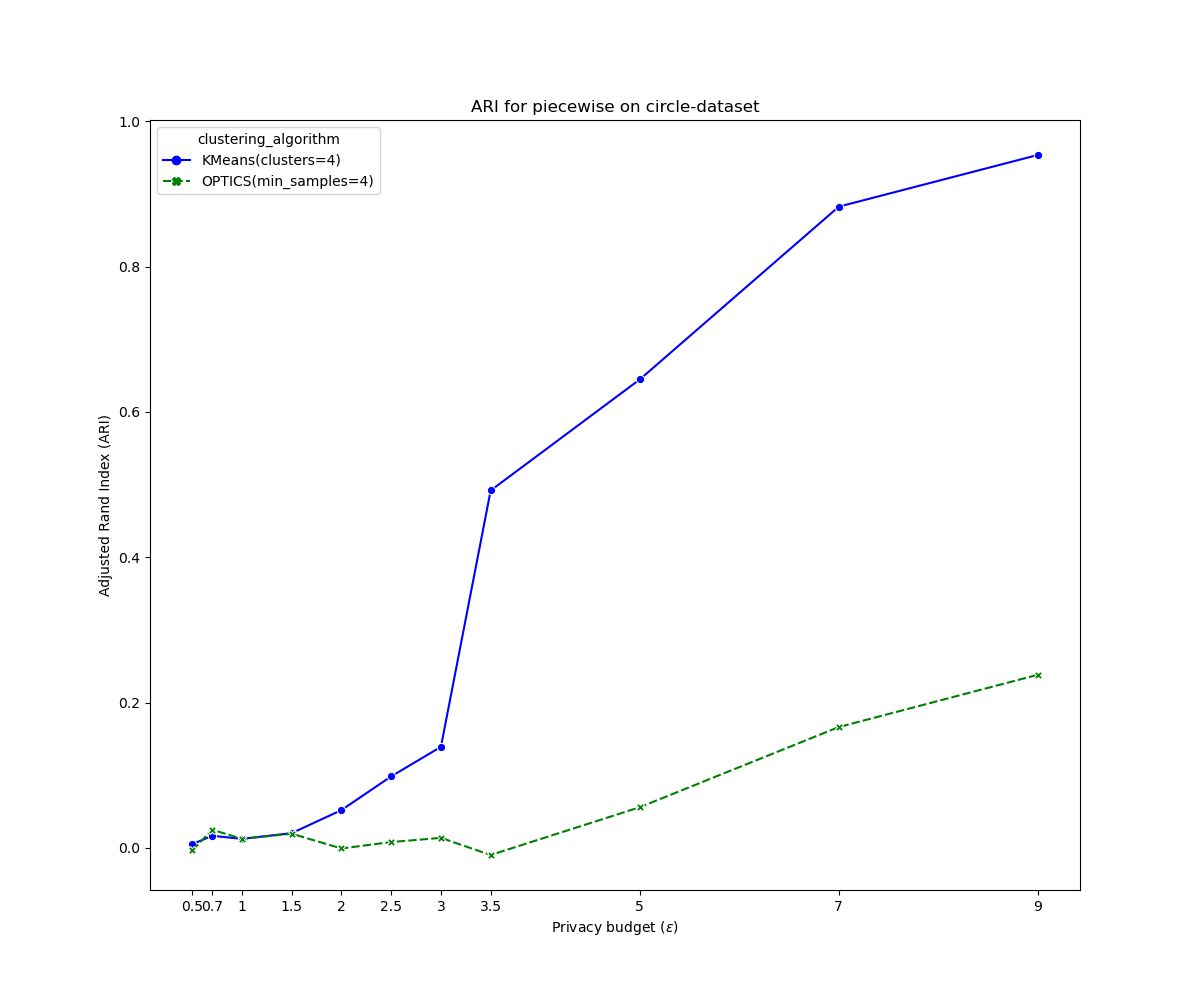 ARI for piecewise on circle-dataset
clustering_algorithm
KMeans(clusters=4)
OPTICS(min_samples=4)
Adjusted Rand Index (ARI)
1.0
0.8
0.6
0.4
0.2
0.0
0.5 0.7 1 1.5 2 2.5 3 3.5 5 7 9
Privacy budget (ε)